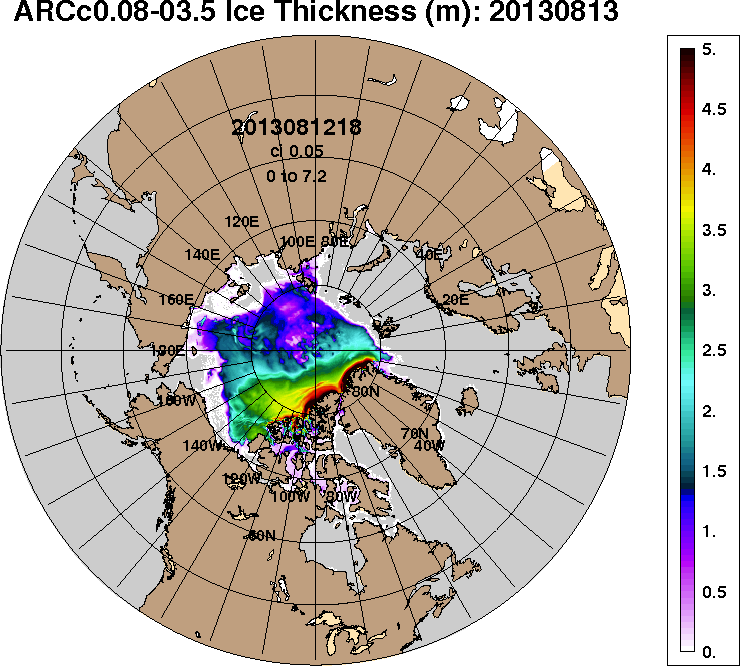 ARCc0.08-03.5 Ice Thickness (m): 20130813
2013081218
ci 0.05
0 to 7.2
120E
100E 80E
140E
40E
160E
20E
180E
160W
80N
140W
70N
40W
120W
100W 80W
60N
5.
4.5
4.
3.5
3.
2.5
2.
1.5
1.
0.5
0.